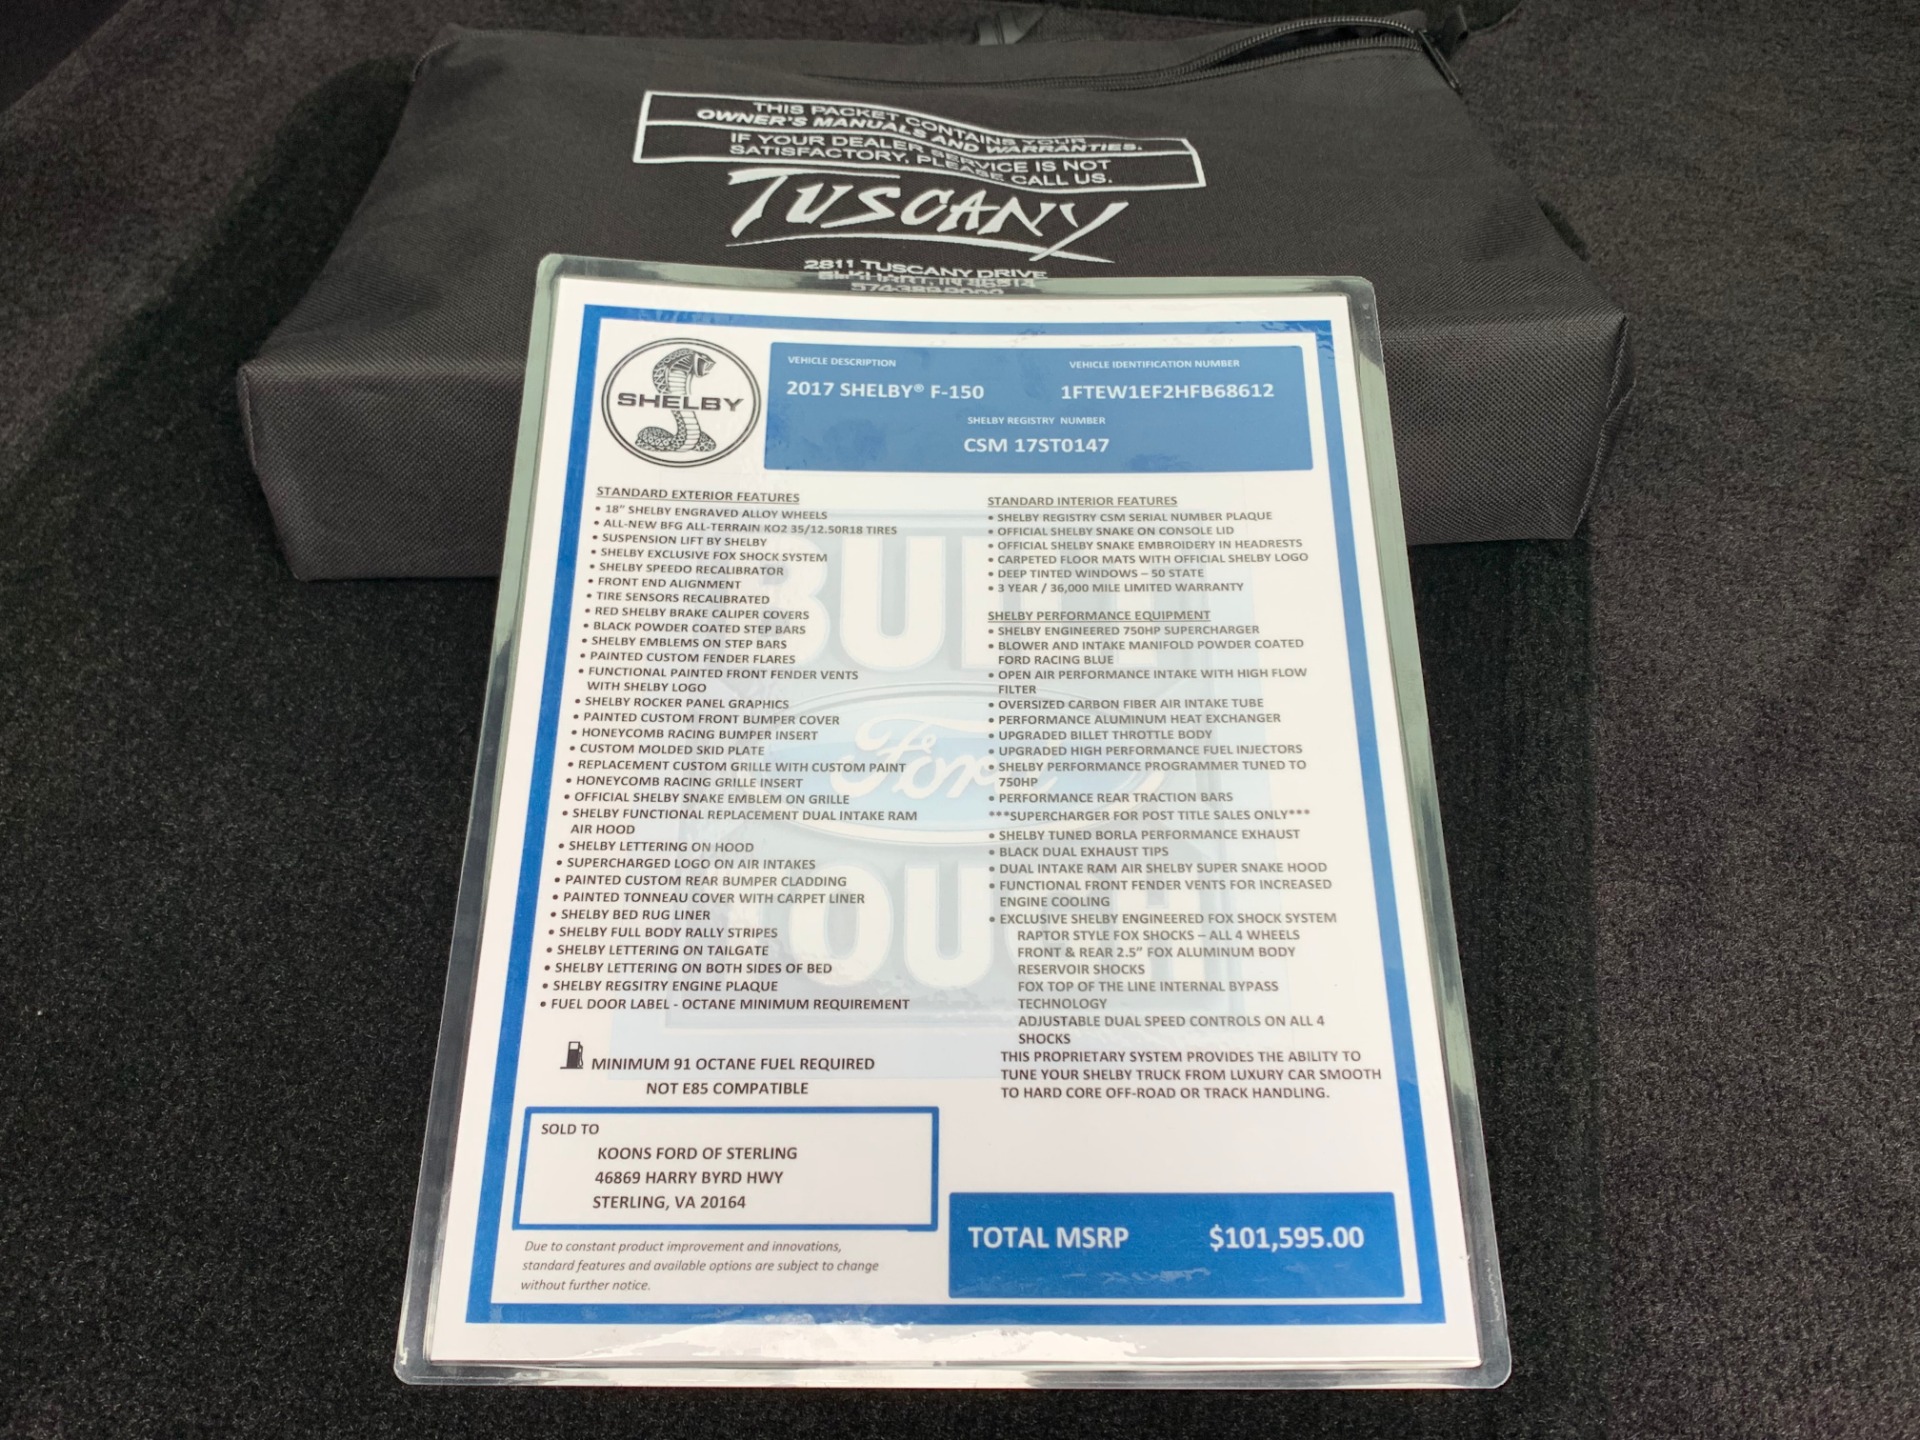 THIS PACKET CONTAINS YOUR
OWNER'S MANUALS AND WARRANTIES.
IF YOUR DEALER SERVICE IS NOT
SATISFACTORY, PLEASE CALL US.
TUSCANY
2811 TUSCANY DRIVE
ELKHART, IN 46514
574-389-9000
SHELBY
VEHICLE DESCRIPTION
2017 SHELBY® F-150
VEHICLE IDENTIFICATION NUMBER
1FTEW1EF2HFB68612
SHELBY REGISTRY NUMBER
CSM 17ST0147
STANDARD EXTERIOR FEATURES
• 18" SHELBY ENGRAVED ALLOY WHEELS
• ALL-NEW BFG ALL-TERRAIN KO2 35/12.50R18 TIRES
• SUSPENSION LIFT BY SHELBY
• SHELBY EXCLUSIVE FOX SHOCK SYSTEM
• SHELBY SPEEDO RECALIBRATOR
• FRONT END ALIGNMENT
• TIRE SENSORS RECALIBRATED
• RED SHELBY BRAKE CALIPER COVERS
• BLACK POWDER COATED STEP BARS
• SHELBY EMBLEMS ON STEP BARS
• PAINTED CUSTOM FENDER FLARES
• FUNCTIONAL PAINTED FRONT FENDER VENTS
WITH SHELBY LOGO
• SHELBY ROCKER PANEL GRAPHICS
• PAINTED CUSTOM FRONT BUMPER COVER
• HONEYCOMB RACING BUMPER INSERT
• CUSTOM MOLDED SKID PLATE
• REPLACEMENT CUSTOM GRILLE WITH CUSTOM PAINT
• HONEYCOMB RACING GRILLE INSERT
• OFFICIAL SHELBY SNAKE EMBLEM ON GRILLE
• SHELBY FUNCTIONAL REPLACEMENT DUAL INTAKE RAM
AIR HOOD
• SHELBY LETTERING ON HOOD
• SUPERCHARGED LOGO ON AIR INTAKES
• PAINTED CUSTOM REAR BUMPER CLADDING
• PAINTED TONNEAU COVER WITH CARPET LINER
• SHELBY BED RUG LINER
• SHELBY FULL BODY RALLY STRIPES
• SHELBY LETTERING ON TAILGATE
• SHELBY LETTERING ON BOTH SIDES OF BED
• SHELBY REGSITRY ENGINE PLAQUE
• FUEL DOOR LABEL - OCTANE MINIMUM REQUIREMENT
MINIMUM 91 OCTANE FUEL REQUIRED
NOT E85 COMPATIBLE
STANDARD INTERIOR FEATURES
• SHELBY REGISTRY CSM SERIAL NUMBER PLAQUE
• OFFICIAL SHELBY SNAKE ON CONSOLE LID
• OFFICIAL SHELBY SNAKE EMBROIDERY IN HEADRESTS
• CARPETED FLOOR MATS WITH OFFICIAL SHELBY LOGO
• DEEP TINTED WINDOWS – 50 STATE
• 3 YEAR / 36,000 MILE LIMITED WARRANTY
SHELBY PERFORMANCE EQUIPMENT
• SHELBY ENGINEERED 750HP SUPERCHARGER
• BLOWER AND INTAKE MANIFOLD POWDER COATED
FORD RACING BLUE
• OPEN AIR PERFORMANCE INTAKE WITH HIGH FLOW
FILTER
• OVERSIZED CARBON FIBER AIR INTAKE TUBE
• PERFORMANCE ALUMINUM HEAT EXCHANGER
• UPGRADED BILLET THROTTLE BODY
• UPGRADED HIGH PERFORMANCE FUEL INJECTORS
• SHELBY PERFORMANCE PROGRAMMER TUNED TO
750HP
• PERFORMANCE REAR TRACTION BARS
***SUPERCHARGER FOR POST TITLE SALES ONLY***
• SHELBY TUNED BORLA PERFORMANCE EXHAUST
• BLACK DUAL EXHAUST TIPS
• DUAL INTAKE RAM AIR SHELBY SUPER SNAKE HOOD
• FUNCTIONAL FRONT FENDER VENTS FOR INCREASED
ENGINE COOLING
• EXCLUSIVE SHELBY ENGINEERED FOX SHOCK SYSTEM
RAPTOR STYLE FOX SHOCKS – ALL 4 WHEELS
FRONT & REAR 2.5" FOX ALUMINUM BODY
RESERVOIR SHOCKS
FOX TOP OF THE LINE INTERNAL BYPASS
TECHNOLOGY
ADJUSTABLE DUAL SPEED CONTROLS ON ALL 4
SHOCKS
THIS PROPRIETARY SYSTEM PROVIDES THE ABILITY TO
TUNE YOUR SHELBY TRUCK FROM LUXURY CAR SMOOTH
TO HARD CORE OFF-ROAD OR TRACK HANDLING.
BUILT
Ford
TOUGH
SOLD TO
KOONS FORD OF STERLING
46869 HARRY BYRD HWY
STERLING, VA 20164
Due to constant product improvement and innovations,
standard features and available options are subject to change
without further notice.
TOTAL MSRP $101,595.00